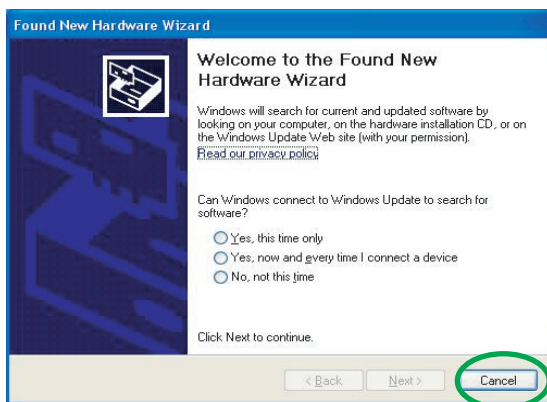 Found New Hardware Wizard
Welcome to the Found New
Hardware Wizard
Windows will search for current and updated software by
looking on your computer, on the hardware installation CD, or on
the Windows Update Web site (with your permission).
Read our privacy policy
Can Windows connect to Windows Update to search for
software?
Yes, this time only
Yes, now and every time I connect a device
No, not this time
Click Next to continue.
< Back Next > Cancel